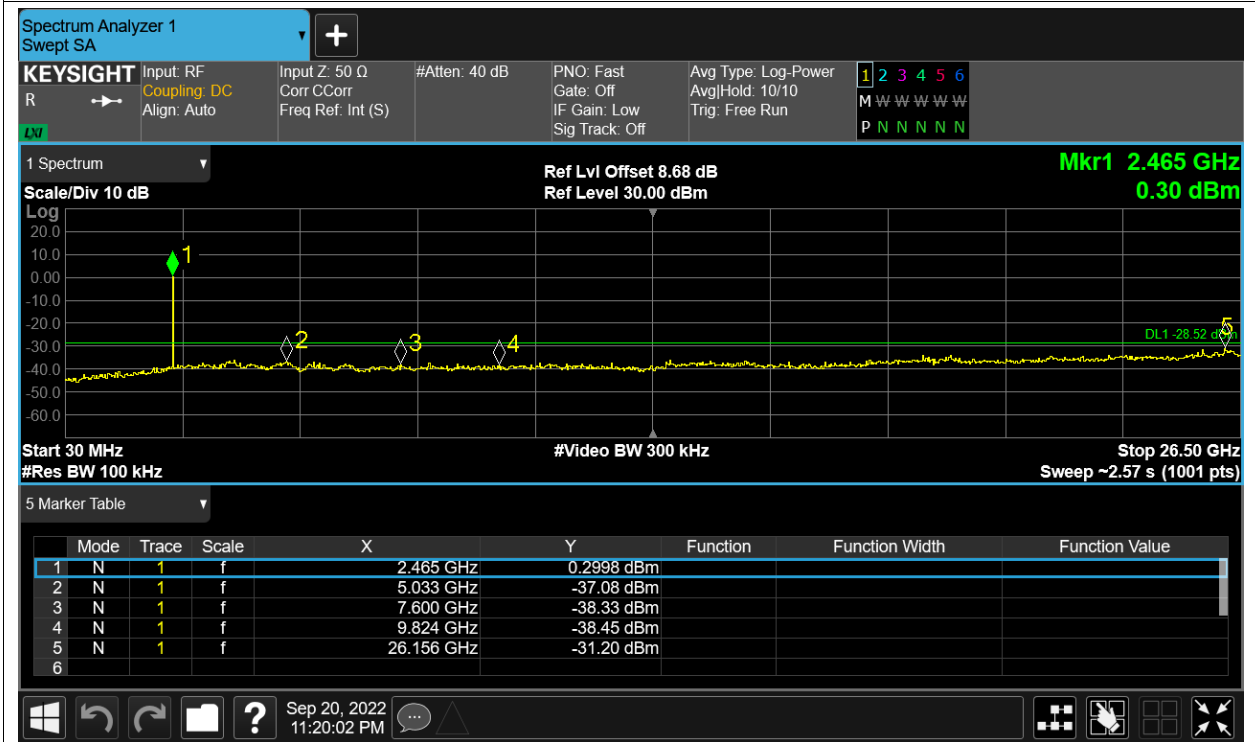 Spectrum Analyzer 1
Swept SA
KEYSIGHT
R
LXI
Input: RF
Coupling: DC
Align: Auto
Input Z: 50 Ω
Corr CCorr
Freq Ref: Int (S)
#Atten: 40 dB
PNO: Fast
Gate: Off
IF Gain: Low
Sig Track: Off
Avg Type: Log-Power
Avg|Hold: 10/10
Trig: Free Run
1 2 3 4 5 6
M W W W W W
P N N N N N
1 Spectrum
Scale/Div 10 dB
Ref Lvl Offset 8.68 dB
Ref Level 30.00 dBm
Mkr1 2.465 GHz
0.30 dBm
Log
20.0
10.0
0.00
-10.0
-20.0
-30.0
-40.0
-50.0
-60.0
1
2
3
4
5
DL1 -28.52
Start 30 MHz
#Res BW 100 kHz
#Video BW 300 kHz
Stop 26.50 GHz
Sweep ~2.57 s (1001 pts)
5 Marker Table
Mode Trace Scale X Y Function Function Width Function Value
1 N 1 f 2.465 GHz 0.2998 dBm
2 N 1 f 5.033 GHz -37.08 dBm
3 N 1 f 7.600 GHz -38.33 dBm
4 N 1 f 9.824 GHz -38.45 dBm
5 N 1 f 26.156 GHz -31.20 dBm
6
?
Sep 20, 2022
11:20:02 PM